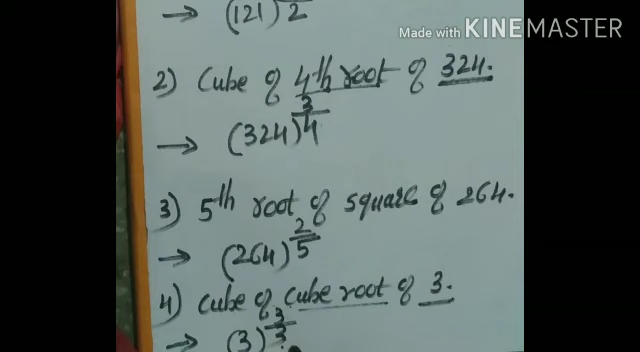 → (121)^1/2
Made with KINEMASTER
2) Cube of 4th root of 324.
→ (324)^3/4
3) 5th root of square of 264.
→ (264)^2/5
4) Cube of cube root of 3.
→ (3)^3/3